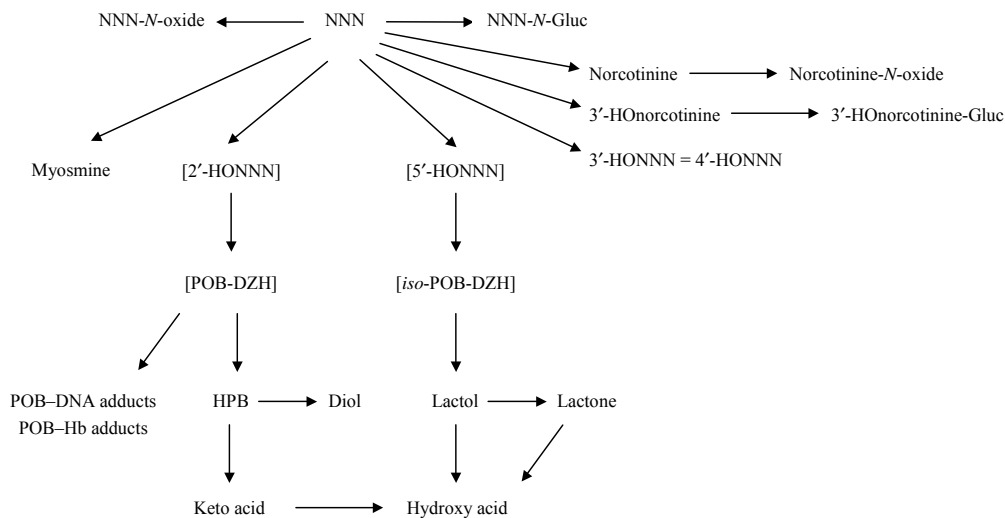 NNN-N-oxide NNN NNN-N-Gluc
Norcotinine Norcotinine-N-oxide
3′-HOnorcotinine 3′-HOnorcotinine-Gluc
3′-HONNN = 4′-HONNN
Myosmine [2′-HONNN] [5′-HONNN]
[POB-DZH] [iso-POB-DZH]
POB–DNA adducts HPB Diol Lactol Lactone
POB–Hb adducts
Keto acid Hydroxy acid